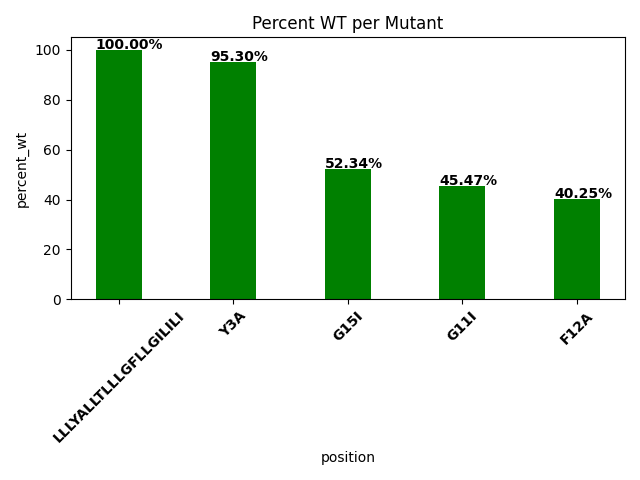 Percent WT per Mutant
percent_wt
100
80
60
40
20
0
100.00%
95.30%
52.34%
45.47%
40.25%
LLLYALLTLLLGFLLGILILI
Y3A
G15I
G11I
F12A
position